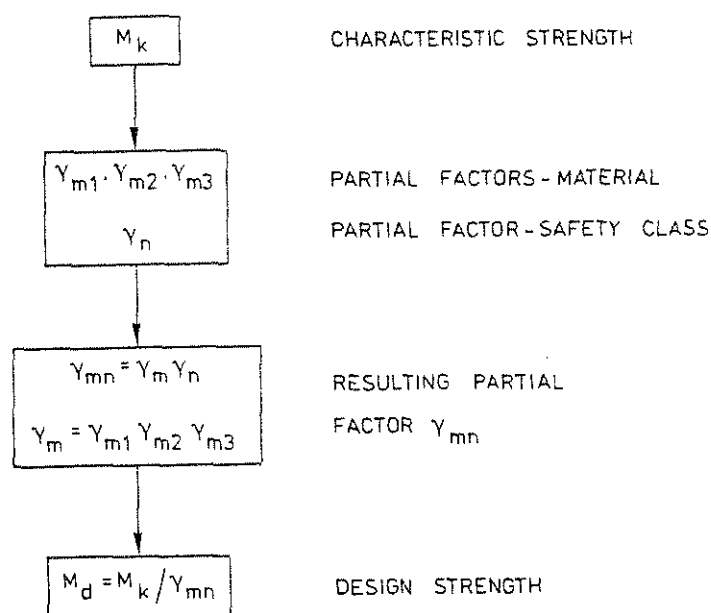 M_k CHARACTERISTIC STRENGTH
γ_m1, γ_m2, γ_m3 PARTIAL FACTORS-MATERIAL
γ_n PARTIAL FACTOR-SAFETY CLASS
γ_mn = γ_m γ_n RESULTING PARTIAL
γ_m = γ_m1 γ_m2 γ_m3 FACTOR γ_mn
M_d = M_k / γ_mn DESIGN STRENGTH